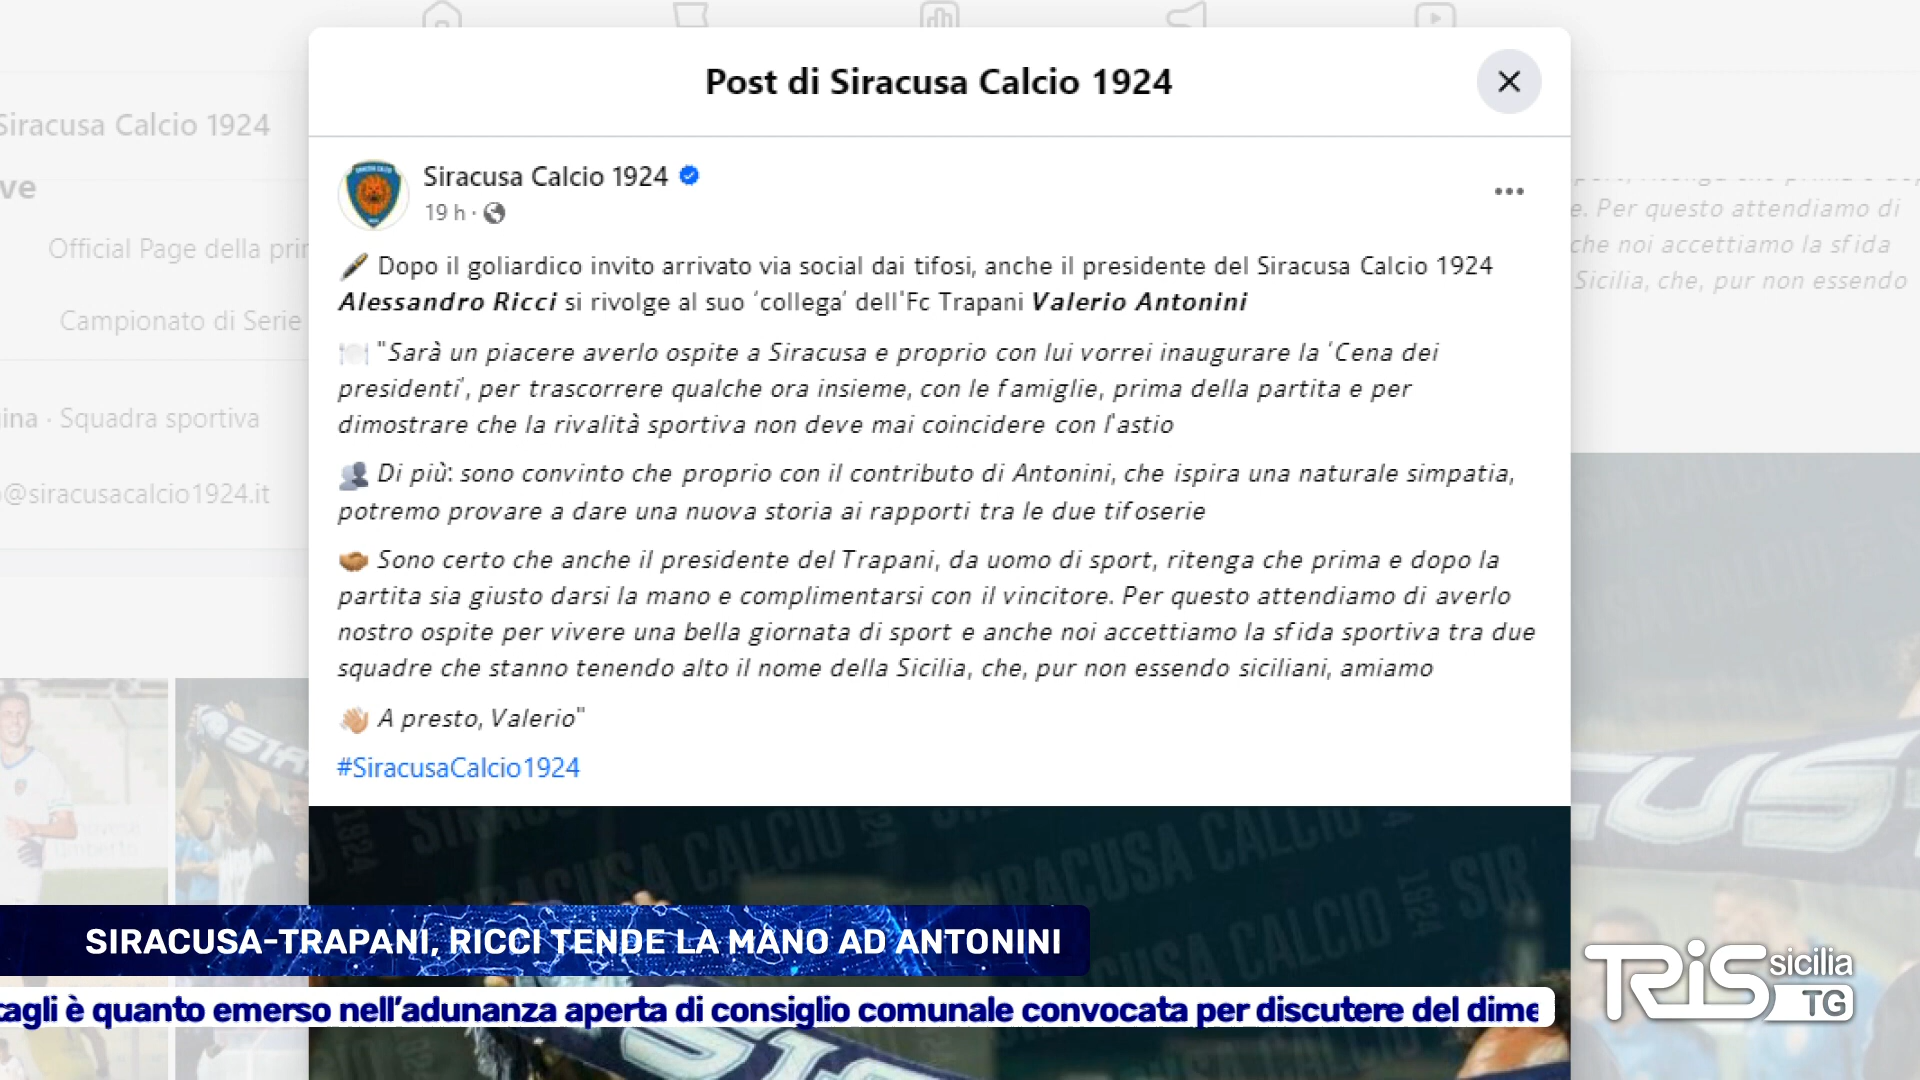 Post di Siracusa Calcio 1924
Siracusa Calcio 1924
19 h ·
Dopo il goliardico invito arrivato via social dai tifosi, anche il presidente del Siracusa Calcio 1924
Alessandro Ricci si rivolge al suo 'collega' dell'Fc Trapani Valerio Antonini
"Sarà un piacere averlo ospite a Siracusa e proprio con lui vorrei inaugurare la 'Cena dei
presidenti', per trascorrere qualche ora insieme, con le famiglie, prima della partita e per
dimostrare che la rivalità sportiva non deve mai coincidere con l'astio
Di più: sono convinto che proprio con il contributo di Antonini, che ispira una naturale simpatia,
potremo provare a dare una nuova storia ai rapporti tra le due tifoserie
Sono certo che anche il presidente del Trapani, da uomo di sport, ritenga che prima e dopo la
partita sia giusto darsi la mano e complimentarsi con il vincitore. Per questo attendiamo di averlo
nostro ospite per vivere una bella giornata di sport e anche noi accettiamo la sfida sportiva tra due
squadre che stanno tenendo alto il nome della Sicilia, che, pur non essendo siciliani, amiamo
A presto, Valerio"
#SiracusaCalcio1924
Siracusa Calcio 1924
ve
Official Page della prin
Campionato di Serie
ina · Squadra sportiva
@siracusacalcio1924.it
e. Per questo attendiamo di
che noi accettiamo la sfida
Sicilia, che, pur non essendo
SIRACUSA CALCIO
SIRACUSA CALCIO
1924
SIRACUSA-TRAPANI, RICCI TENDE LA MANO AD ANTONINI
tagli è quanto emerso nell'adunanza aperta di consiglio comunale convocata per discutere del dime
TRIS sicilia
TG